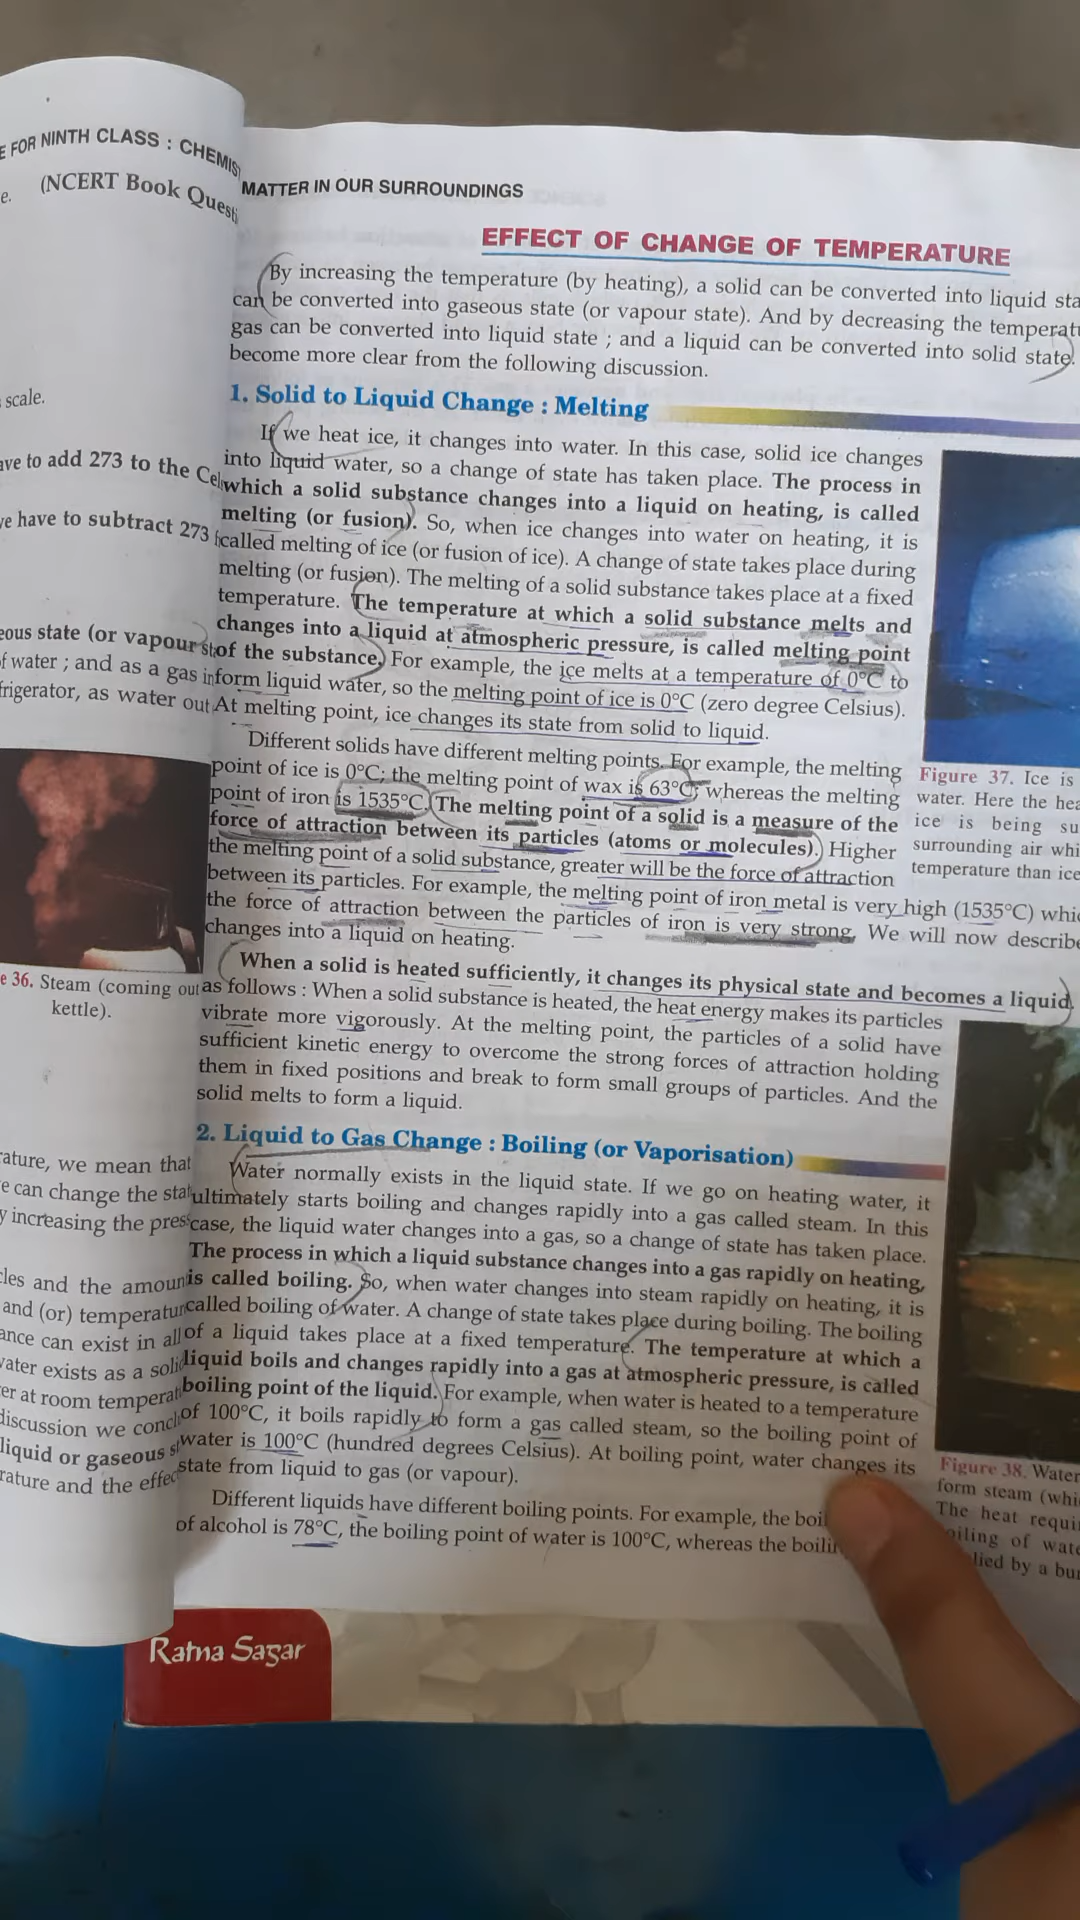 E FOR NINTH CLASS : CHEMIS
(NCERT Book Questi
e.
scale.
ave to add 273 to the Cel
ve have to subtract 273 f
eous state (or vapour st
f water ; and as a gas in
frigerator, as water out
e 36. Steam (coming out
kettle).
rature, we mean that
e can change the stat
y increasing the pres
cles and the amoun
and (or) temperatur
ance can exist in all
vater exists as a solid
er at room temperat
discussion we concl
liquid or gaseous st
rature and the effec
MATTER IN OUR SURROUNDINGS
EFFECT OF CHANGE OF TEMPERATURE
By increasing the temperature (by heating), a solid can be converted into liquid sta
can be converted into gaseous state (or vapour state). And by decreasing the temperatu
gas can be converted into liquid state ; and a liquid can be converted into solid state.
become more clear from the following discussion.
1. Solid to Liquid Change : Melting
If we heat ice, it changes into water. In this case, solid ice changes
into liquid water, so a change of state has taken place. The process in
which a solid substance changes into a liquid on heating, is called
melting (or fusion). So, when ice changes into water on heating, it is
called melting of ice (or fusion of ice). A change of state takes place during
melting (or fusion). The melting of a solid substance takes place at a fixed
temperature. The temperature at which a solid substance melts and
changes into a liquid at atmospheric pressure, is called melting point
of the substance. For example, the ice melts at a temperature of 0°C to
form liquid water, so the melting point of ice is 0°C (zero degree Celsius).
At melting point, ice changes its state from solid to liquid.
Different solids have different melting points. For example, the melting
point of ice is 0°C; the melting point of wax is 63°C; whereas the melting
point of iron is 1535°C. The melting point of a solid is a measure of the
force of attraction between its particles (atoms or molecules). Higher
the melting point of a solid substance, greater will be the force of attraction
between its particles. For example, the melting point of iron metal is very high (1535°C) whic
the force of attraction between the particles of iron is very strong. We will now describe
changes into a liquid on heating.
When a solid is heated sufficiently, it changes its physical state and becomes a liquid
as follows : When a solid substance is heated, the heat energy makes its particles
vibrate more vigorously. At the melting point, the particles of a solid have
sufficient kinetic energy to overcome the strong forces of attraction holding
them in fixed positions and break to form small groups of particles. And the
solid melts to form a liquid.
Figure 37. Ice is
water. Here the hea
ice is being su
surrounding air whi
temperature than ice
2. Liquid to Gas Change : Boiling (or Vaporisation)
Water normally exists in the liquid state. If we go on heating water, it
ultimately starts boiling and changes rapidly into a gas called steam. In this
case, the liquid water changes into a gas, so a change of state has taken place.
The process in which a liquid substance changes into a gas rapidly on heating,
is called boiling. So, when water changes into steam rapidly on heating, it is
called boiling of water. A change of state takes place during boiling. The boiling
of a liquid takes place at a fixed temperature. The temperature at which a
liquid boils and changes rapidly into a gas at atmospheric pressure, is called
boiling point of the liquid. For example, when water is heated to a temperature
of 100°C, it boils rapidly to form a gas called steam, so the boiling point of
water is 100°C (hundred degrees Celsius). At boiling point, water changes its
state from liquid to gas (or vapour).
Different liquids have different boiling points. For example, the boil
of alcohol is 78°C, the boiling point of water is 100°C, whereas the boilin
Figure 38. Water
form steam (whi
The heat requir
oiling of wate
lied by a bur
Ratna Sagar